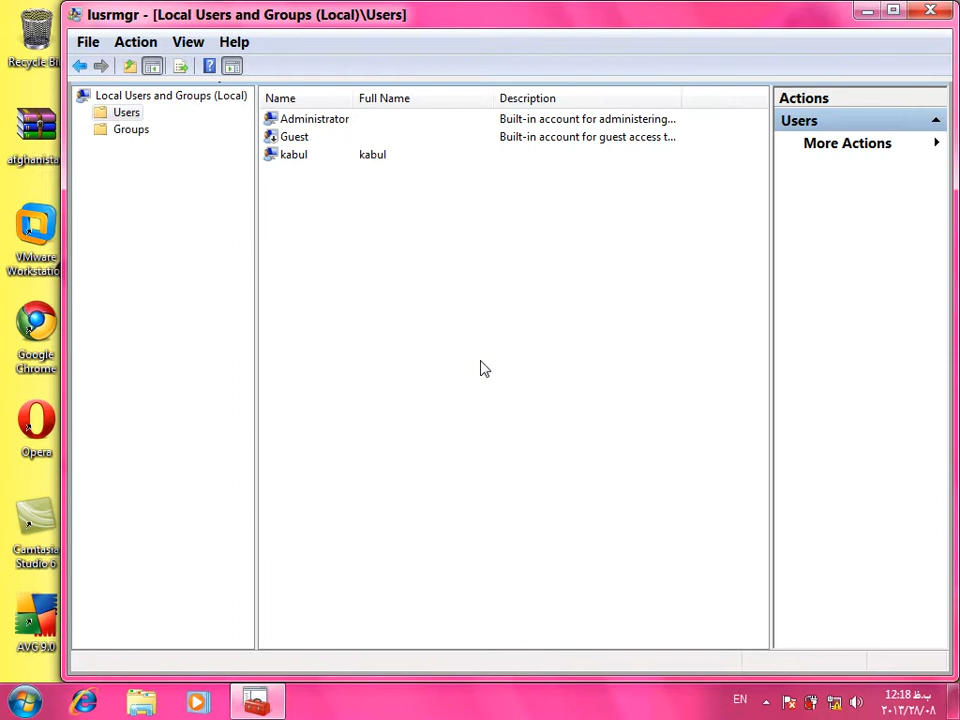 lusrmgr - [Local Users and Groups (Local)\Users]
File Action View Help
Recycle Bi
afghanista
VMware
Workstatio
Google
Chrome
Opera
Camtasia
Studio 6
AVG 9.0
Local Users and Groups (Local)
Users
Groups
Name Full Name Description
Administrator Built-in account for administering...
Guest Built-in account for guest access t...
kabul kabul
Actions
Users
More Actions
EN
12:18 ب.ظ
٢٠١٣/٢٨/٠٨